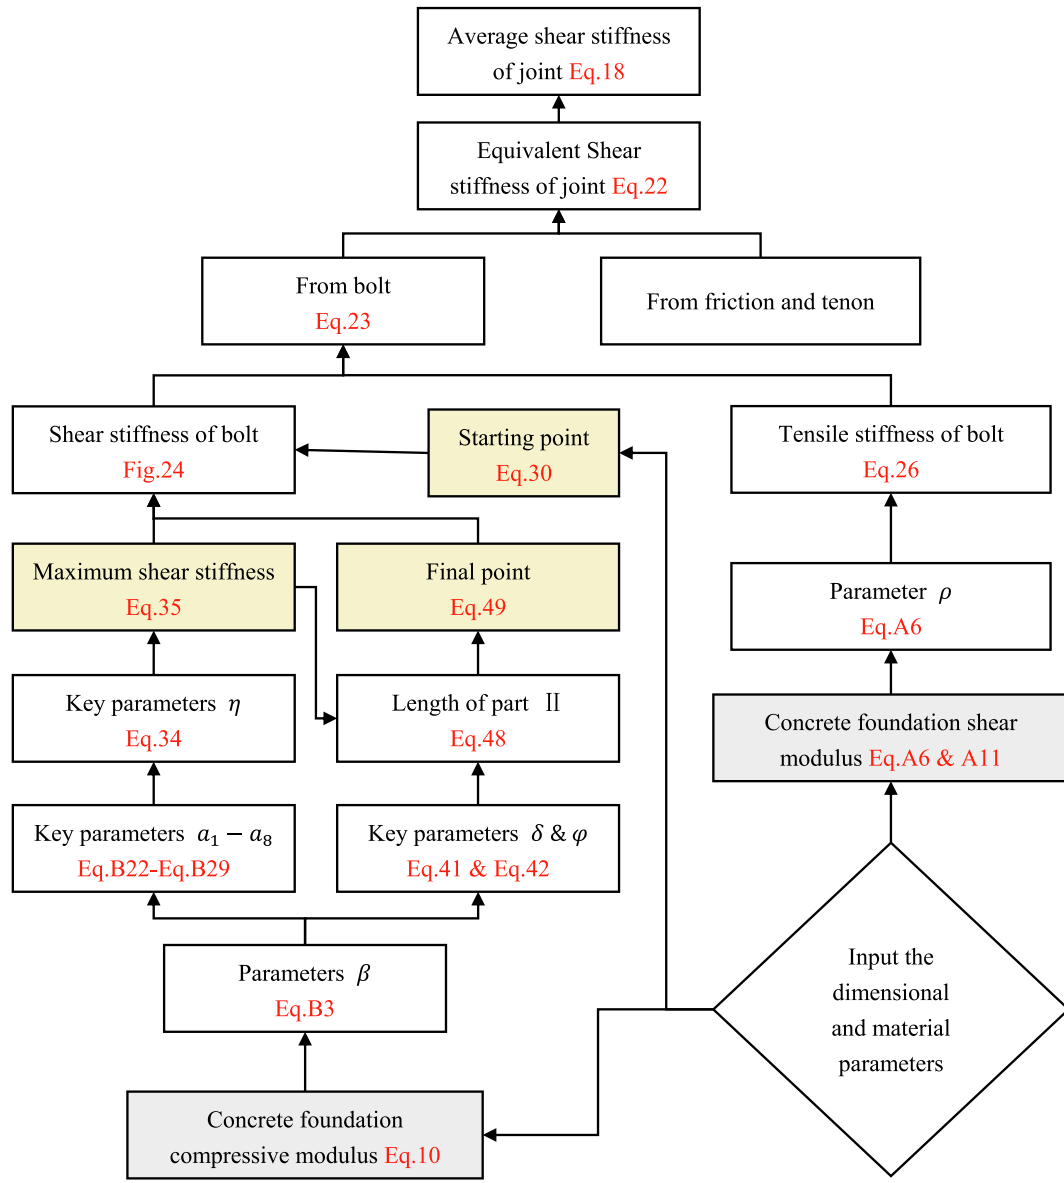 Average shear stiffness
of joint Eq.18
Equivalent Shear
stiffness of joint Eq.22
From bolt
Eq.23
From friction and tenon
Shear stiffness of bolt
Fig.24
Starting point
Eq.30
Tensile stiffness of bolt
Eq.26
Maximum shear stiffness
Eq.35
Final point
Eq.49
Parameter ρ
Eq.A6
Key parameters η
Eq.34
Length of part Ⅱ
Eq.48
Concrete foundation shear
modulus Eq.A6 & A11
Key parameters a₁ − a₈
Eq.B22-Eq.B29
Key parameters δ & φ
Eq.41 & Eq.42
Parameters β
Eq.B3
Input the
dimensional
and material
parameters
Concrete foundation
compressive modulus Eq.10